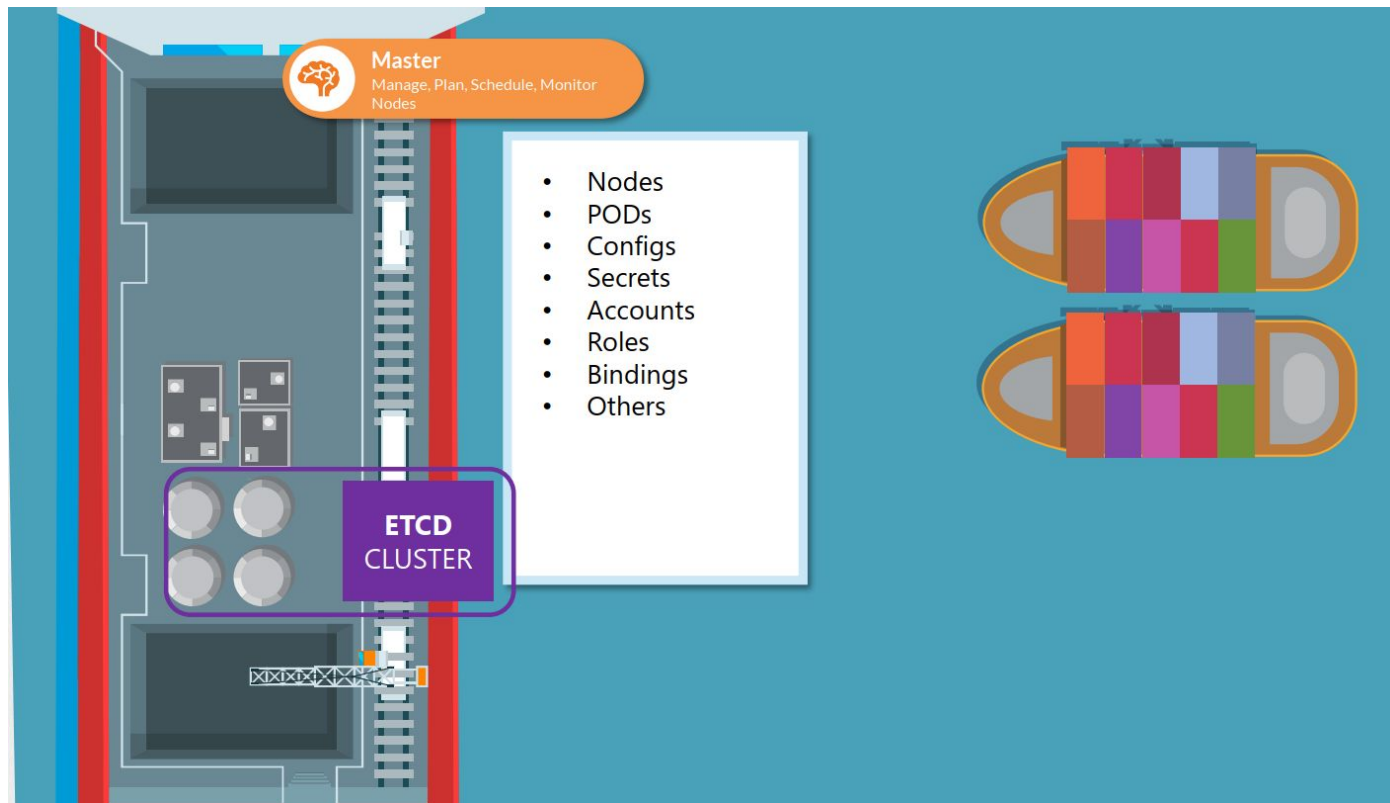 Master
Manage, Plan, Schedule, Monitor
Nodes
• Nodes
• PODs
• Configs
• Secrets
• Accounts
• Roles
• Bindings
• Others
ETCD
CLUSTER